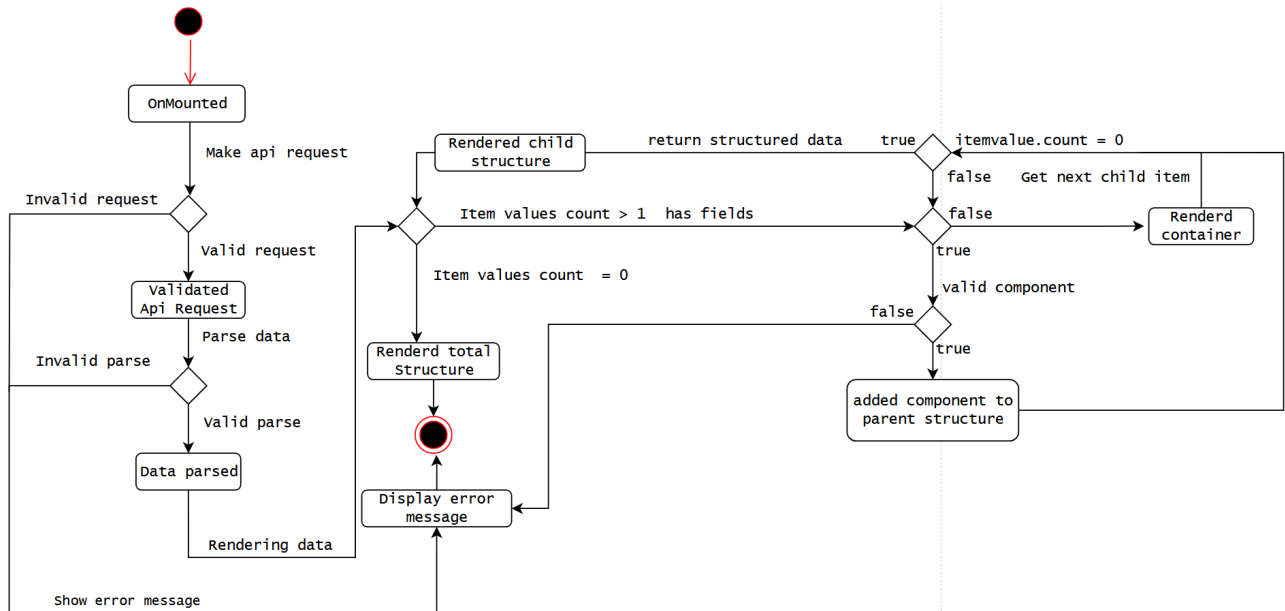 OnMounted
Make api request
Invalid request
Valid request
Validated
Api Request
Parse data
Invalid parse
Valid parse
Data parsed
Rendering data
Show error message
Rendered child
structure
return structured data
true
itemvalue.count = 0
false
Get next child item
Item values count > 1  has fields
false
Renderd
container
true
Item values count  = 0
valid component
false
true
Renderd total
Structure
added component to
parent structure
Display error
message